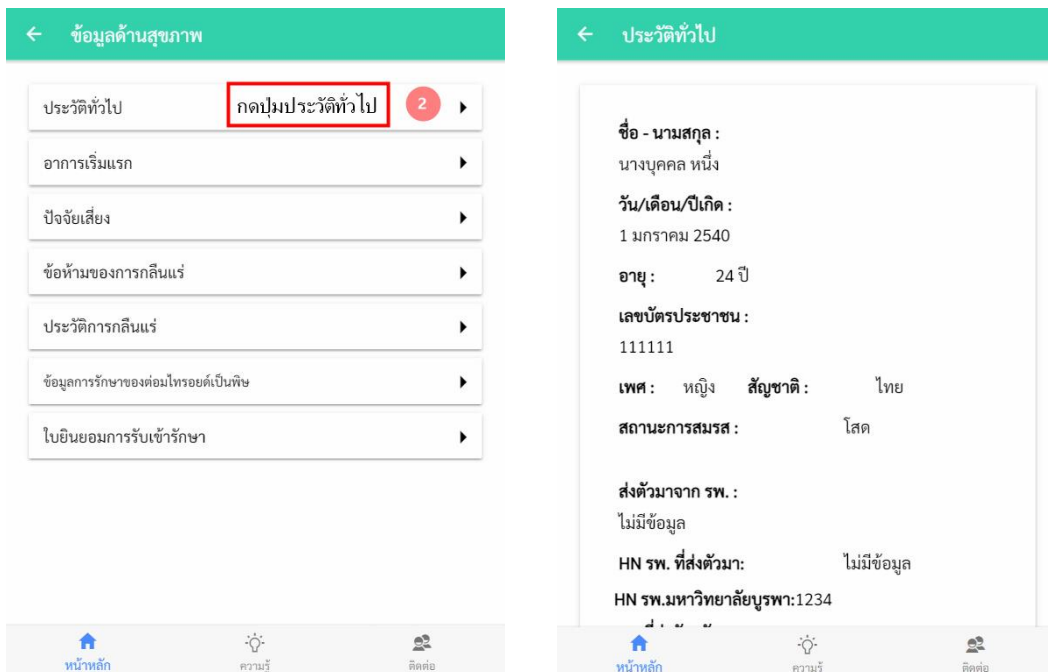 ข้อมูลด้านสุขภาพ
ประวัติทั่วไป กดปุ่มประวัติทั่วไป 2
อาการเริ่มแรก
ปัจจัยเสี่ยง
ข้อห้ามของการกลืนแร่
ประวัติการกลืนแร่
ข้อมูลการรักษาของต่อมไทรอยด์เป็นพิษ
ใบยินยอมการรับเข้ารักษา
หน้าหลัก ความรู้ ติดต่อ
ประวัติทั่วไป
ชื่อ - นามสกุล :
นางบุคคล หนึ่ง
วัน/เดือน/ปีเกิด :
1 มกราคม 2540
อายุ : 24 ปี
เลขบัตรประชาชน :
111111
เพศ : หญิง สัญชาติ : ไทย
สถานะการสมรส : โสด
ส่งตัวมาจาก รพ. :
ไม่มีข้อมูล
HN รพ. ที่ส่งตัวมา: ไม่มีข้อมูล
HN รพ.มหาวิทยาลัยบูรพา:1234
หน้าหลัก ความรู้ ติดต่อ